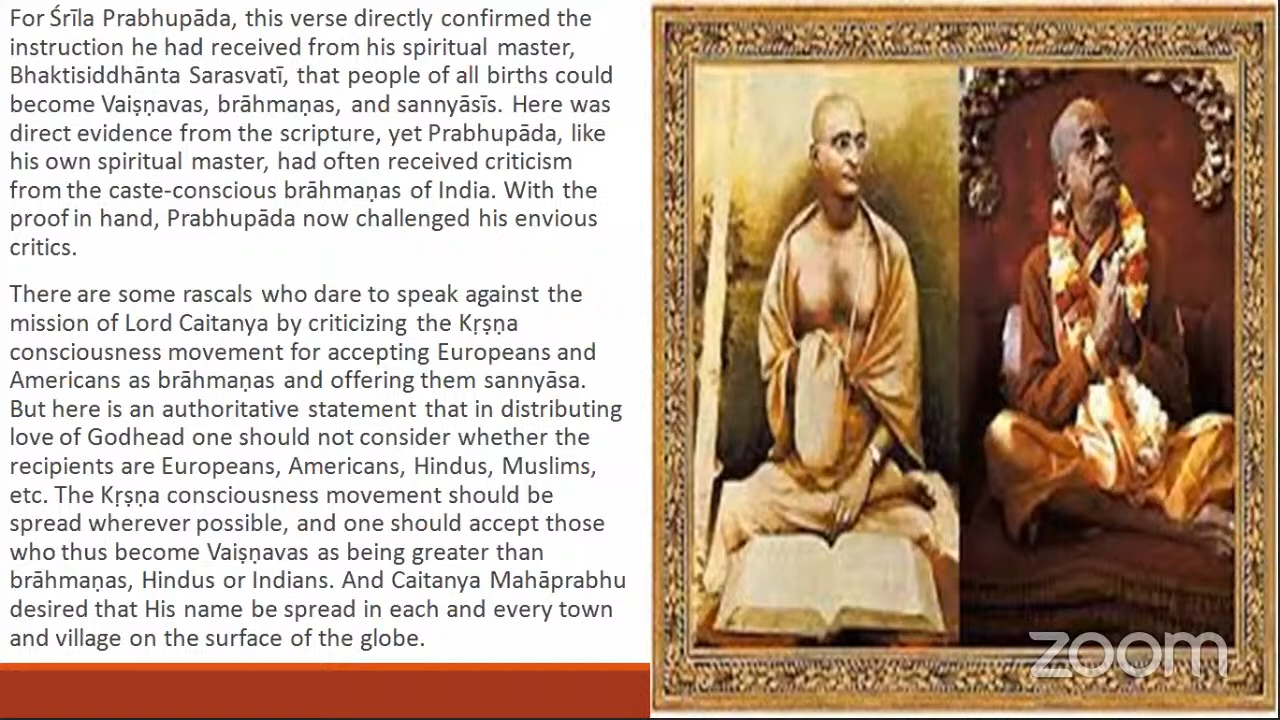 For Śrīla Prabhupāda, this verse directly confirmed the
instruction he had received from his spiritual master,
Bhaktisiddhānta Sarasvatī, that people of all births could
become Vaiṣṇavas, brāhmaṇas, and sannyāsīs. Here was
direct evidence from the scripture, yet Prabhupāda, like
his own spiritual master, had often received criticism
from the caste-conscious brāhmaṇas of India. With the
proof in hand, Prabhupāda now challenged his envious
critics.
There are some rascals who dare to speak against the
mission of Lord Caitanya by criticizing the Kṛṣṇa
consciousness movement for accepting Europeans and
Americans as brāhmaṇas and offering them sannyāsa.
But here is an authoritative statement that in distributing
love of Godhead one should not consider whether the
recipients are Europeans, Americans, Hindus, Muslims,
etc. The Kṛṣṇa consciousness movement should be
spread wherever possible, and one should accept those
who thus become Vaiṣṇavas as being greater than
brāhmaṇas, Hindus or Indians. And Caitanya Mahāprabhu
desired that His name be spread in each and every town
and village on the surface of the globe.
zoom